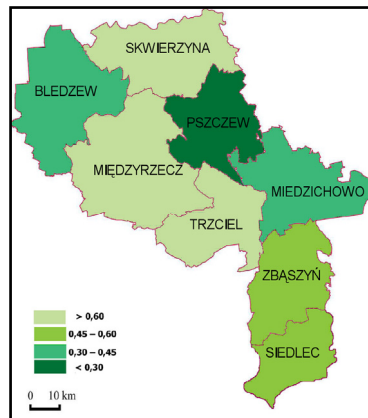 SKWIERZYNA
BLEDZEW
PSZCZEW
MIĘDZYRZECZ
MIEDZICHOWO
TRZCIEL
ZBĄSZYŃ
SIEDLEC
> 0,60
0,45 – 0,60
0,30 – 0,45
< 0,30
0 10 km